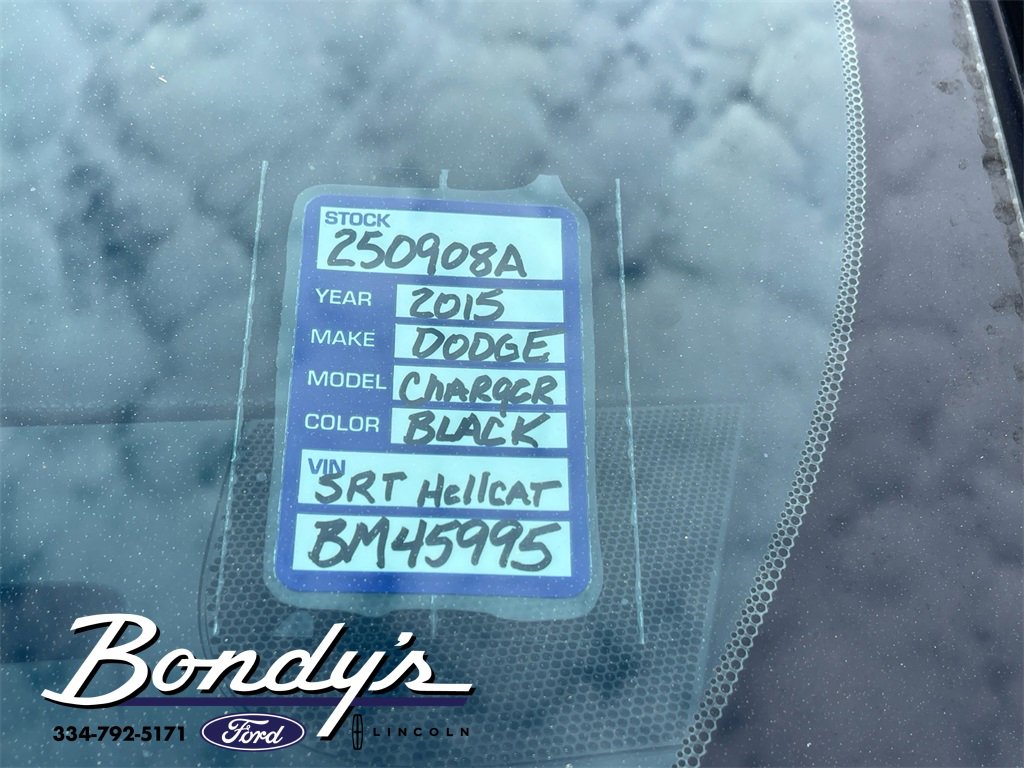 STOCK
250908A
YEAR 2015
MAKE DODGE
MODEL CHARGER
COLOR BLACK
VIN
SRT HellCAT
BM45995
Bondy's
334-792-5171 Ford LINCOLN